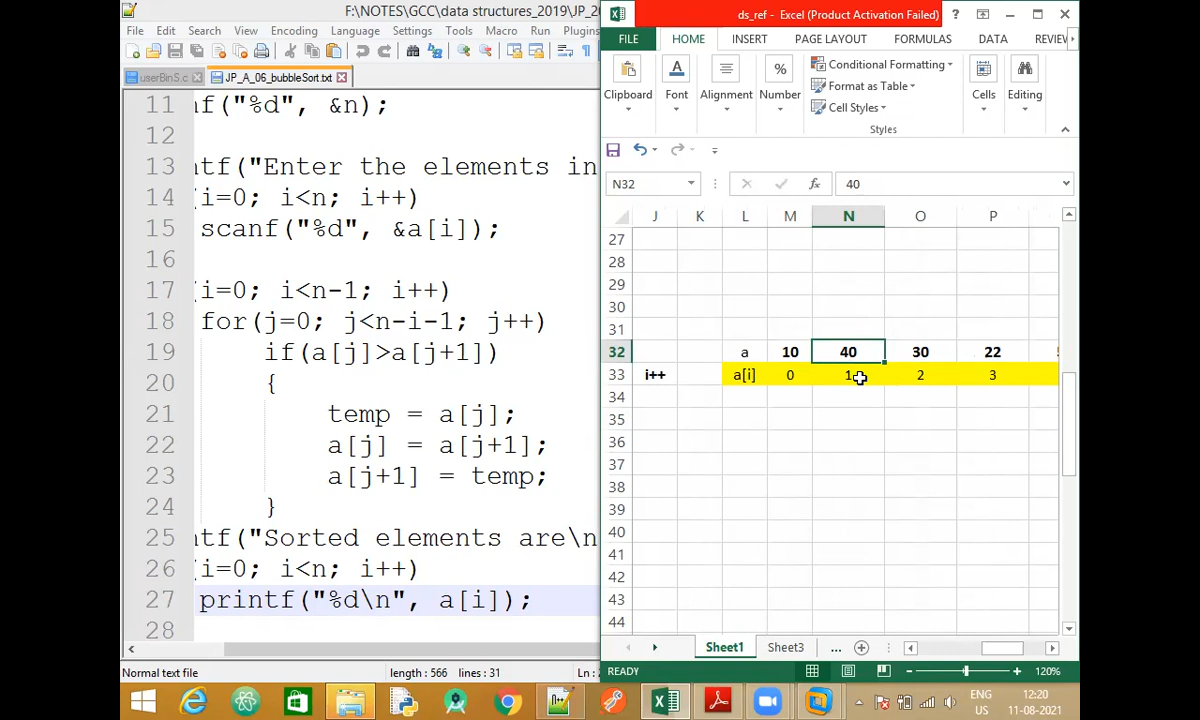 F:\NOTES\GCC\data structures_2019\JP_2
File Edit Search View Encoding Language Settings Tools Macro Run Plugins
userBinS.c JP_A_06_bubbleSort.txt
11 nf("%d", &n);
12
13 ntf("Enter the elements in
14 (i=0; i<n; i++)
15 scanf("%d", &a[i]);
16
17 (i=0; i<n-1; i++)
18 for(j=0; j<n-i-1; j++)
19 if(a[j]>a[j+1])
20 {
21 temp = a[j];
22 a[j] = a[j+1];
23 a[j+1] = temp;
24 }
25 ntf("Sorted elements are\n
26 (i=0; i<n; i++)
27 printf("%d\n", a[i]);
28
Normal text file length : 566 lines : 31 Ln :
ds_ref - Excel (Product Activation Failed) ?
FILE HOME INSERT PAGE LAYOUT FORMULAS DATA REVIEW
Clipboard Font Alignment % Number
Conditional Formatting
Format as Table
Cell Styles
Styles
Cells Editing
N32 fx 40
J K L M N O P
27
28
29
30
31
32 a 10 40 30 22
33 i++ a[i] 0 1 2 3
34
35
36
37
38
39
40
41
42
43
44
Sheet1 Sheet3 ...
READY 120%
ENG US 12:20 11-08-2021